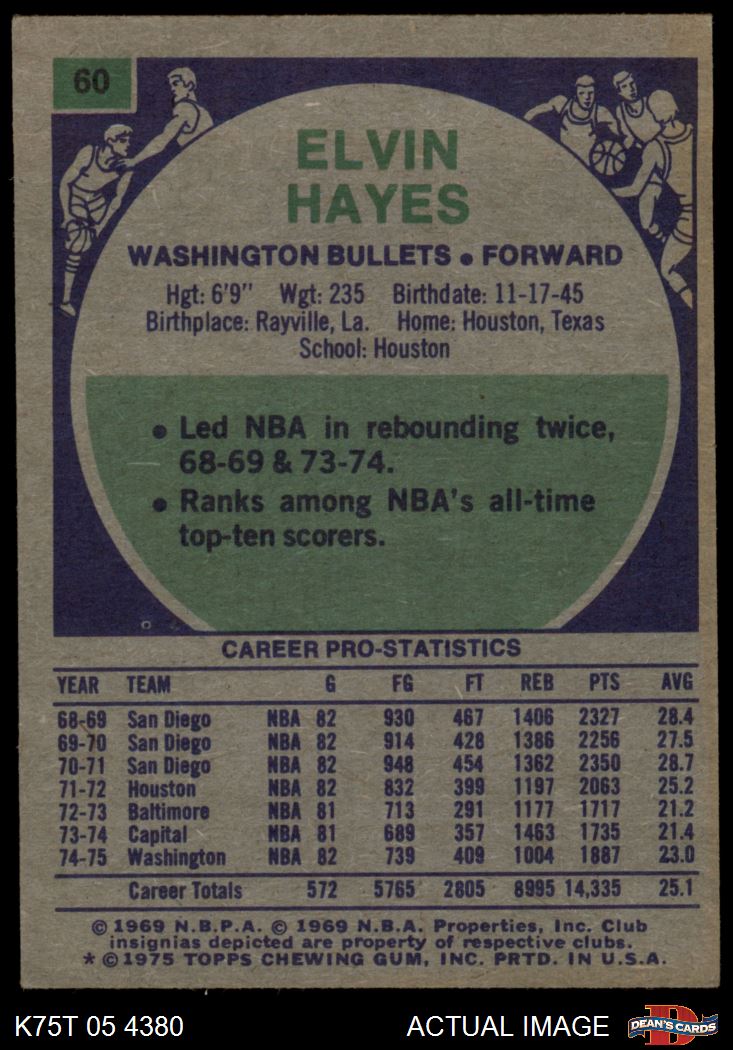 60
ELVIN
HAYES
WASHINGTON BULLETS • FORWARD
Hgt: 6'9" Wgt: 235 Birthdate: 11-17-45
Birthplace: Rayville, La. Home: Houston, Texas
School: Houston
• Led NBA in rebounding twice,
68-69 & 73-74.
• Ranks among NBA's all-time
top-ten scorers.
CAREER PRO-STATISTICS
YEAR TEAM G FG FT REB PTS AVG
68-69 San Diego NBA 82 930 467 1406 2327 28.4
69-70 San Diego NBA 82 914 428 1386 2256 27.5
70-71 San Diego NBA 82 948 454 1362 2350 28.7
71-72 Houston NBA 82 832 399 1197 2063 25.2
72-73 Baltimore NBA 81 713 291 1177 1717 21.2
73-74 Capital NBA 81 689 357 1463 1735 21.4
74-75 Washington NBA 82 739 409 1004 1887 23.0
Career Totals 572 5765 2805 8995 14,335 25.1
© 1969 N.B.P.A. © 1969 N.B.A. Properties, Inc. Club
insignias depicted are property of respective clubs.
* © 1975 TOPPS CHEWING GUM, INC. PRTD. IN U.S.A.
K75T 05 4380 ACTUAL IMAGE D DEAN'S CARDS